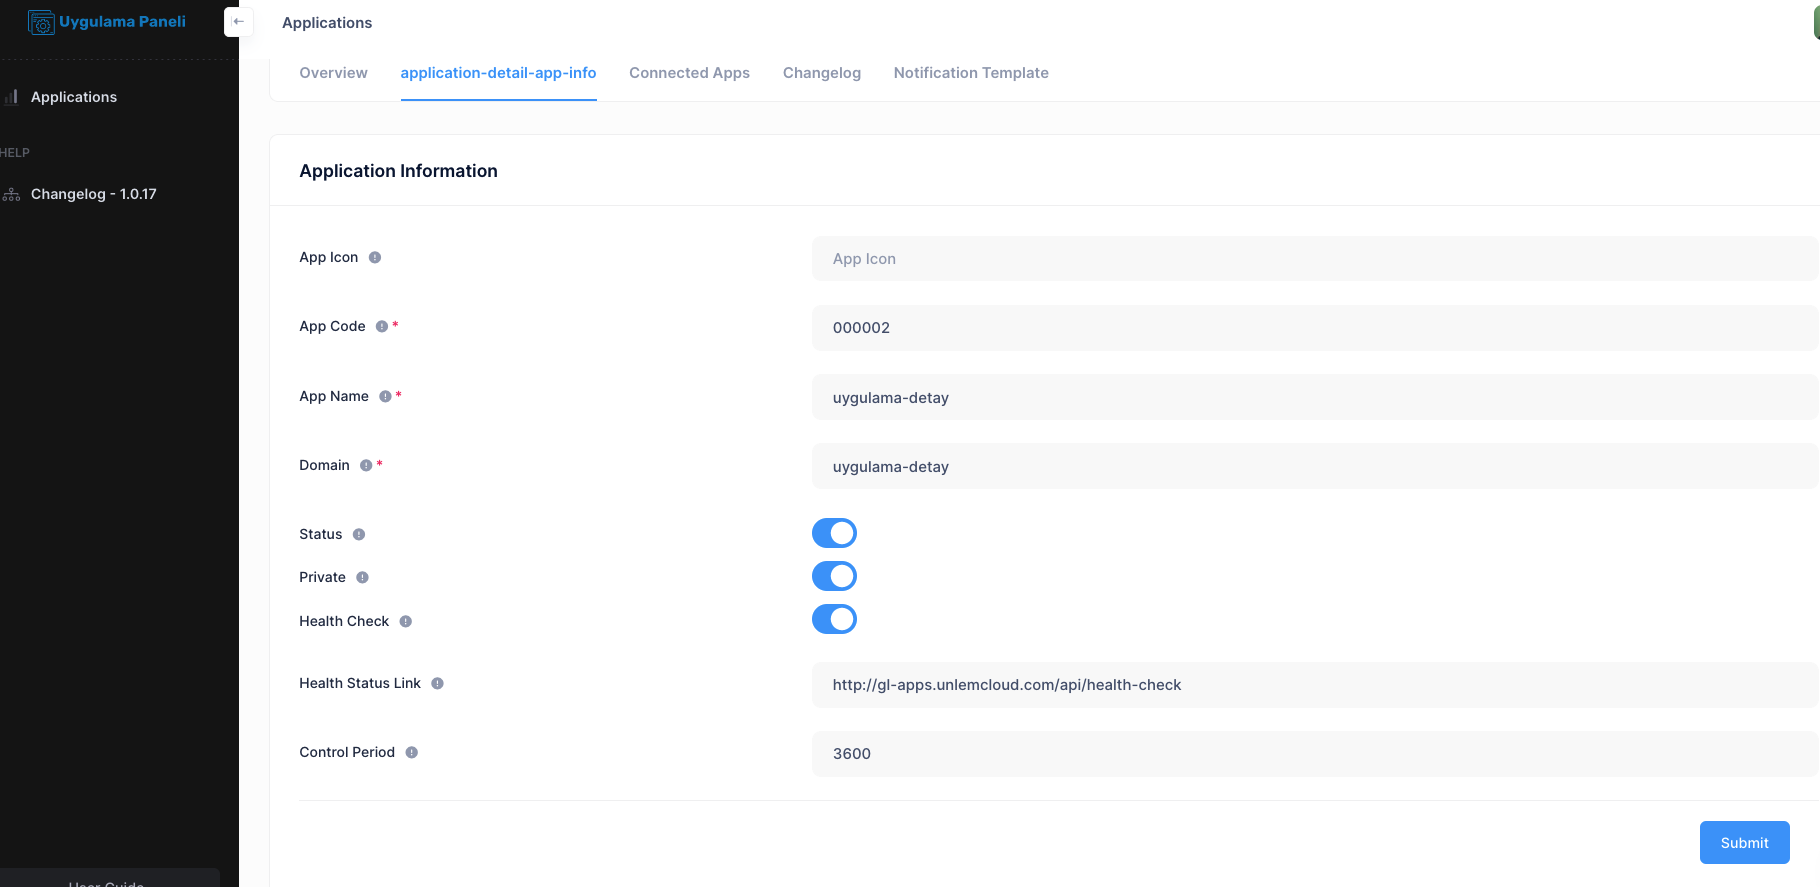 Uygulama Paneli
Applications
HELP
Changelog - 1.0.17
User Guide
Applications
Overview application-detail-app-info Connected Apps Changelog Notification Template
Application Information
App Icon App Icon
App Code * 000002
App Name * uygulama-detay
Domain * uygulama-detay
Status
Private
Health Check
Health Status Link http://gl-apps.unlemcloud.com/api/health-check
Control Period 3600
Submit